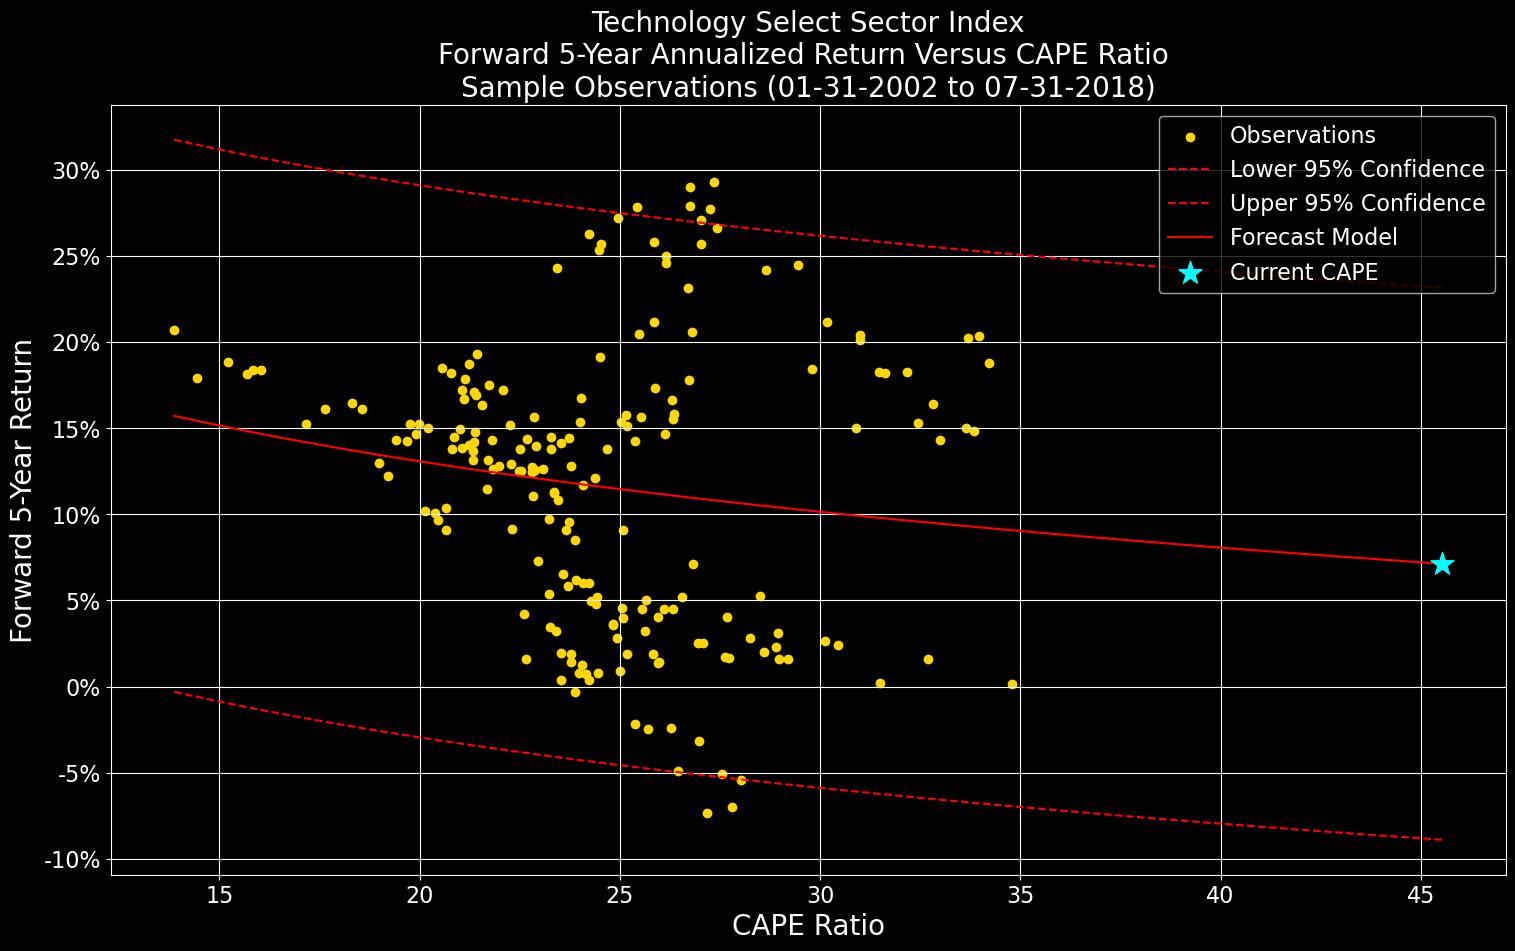 Technology Select Sector Index
Forward 5-Year Annualized Return Versus CAPE Ratio
Sample Observations (01-31-2002 to 07-31-2018)
Observations
Lower 95% Confidence
Upper 95% Confidence
Forecast Model
Current CAPE
Forward 5-Year Return
30%
25%
20%
15%
10%
5%
0%
-5%
-10%
15 20 25 30 35 40 45
CAPE Ratio